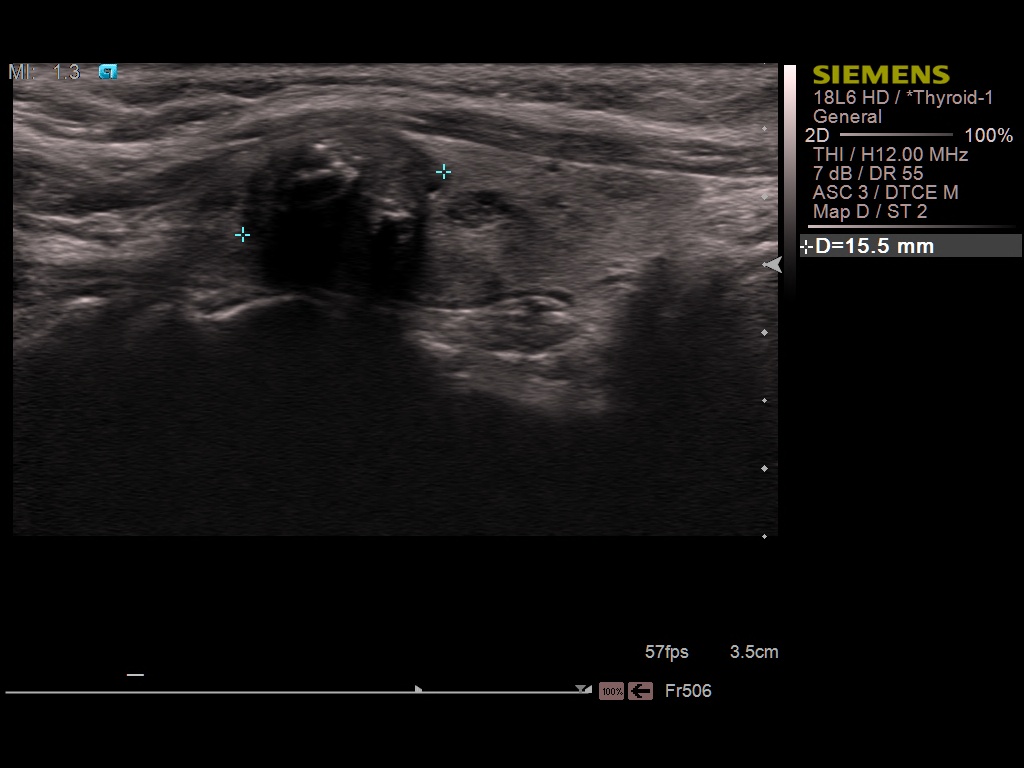 MI: 1.3
SIEMENS
18L6 HD / *Thyroid-1
General
2D 100%
THI / H12.00 MHz
7 dB / DR 55
ASC 3 / DTCE M
Map D / ST 2
D=15.5 mm
57fps 3.5cm
100% Fr506